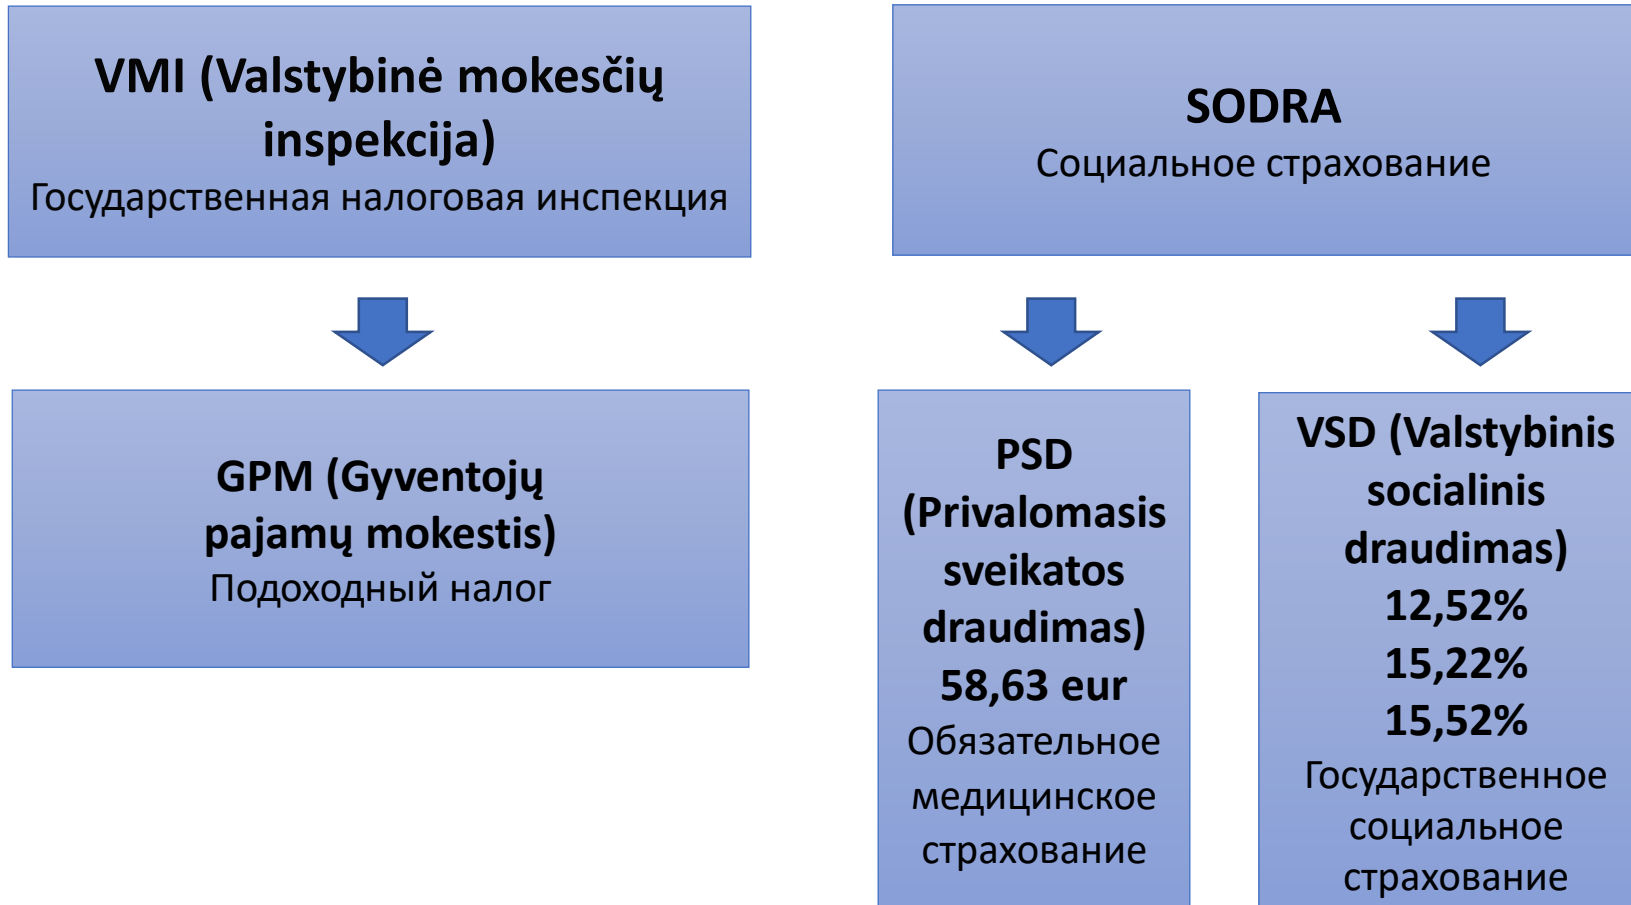 VMI (Valstybinė mokesčių
inspekcija)
Государственная налоговая инспекция
SODRA
Социальное страхование
GPM (Gyventojų
pajamų mokestis)
Подоходный налог
PSD
(Privalomasis
sveikatos
draudimas)
58,63 eur
Обязательное
медицинское
страхование
VSD (Valstybinis
socialinis
draudimas)
12,52%
15,22%
15,52%
Государственное
социальное
страхование